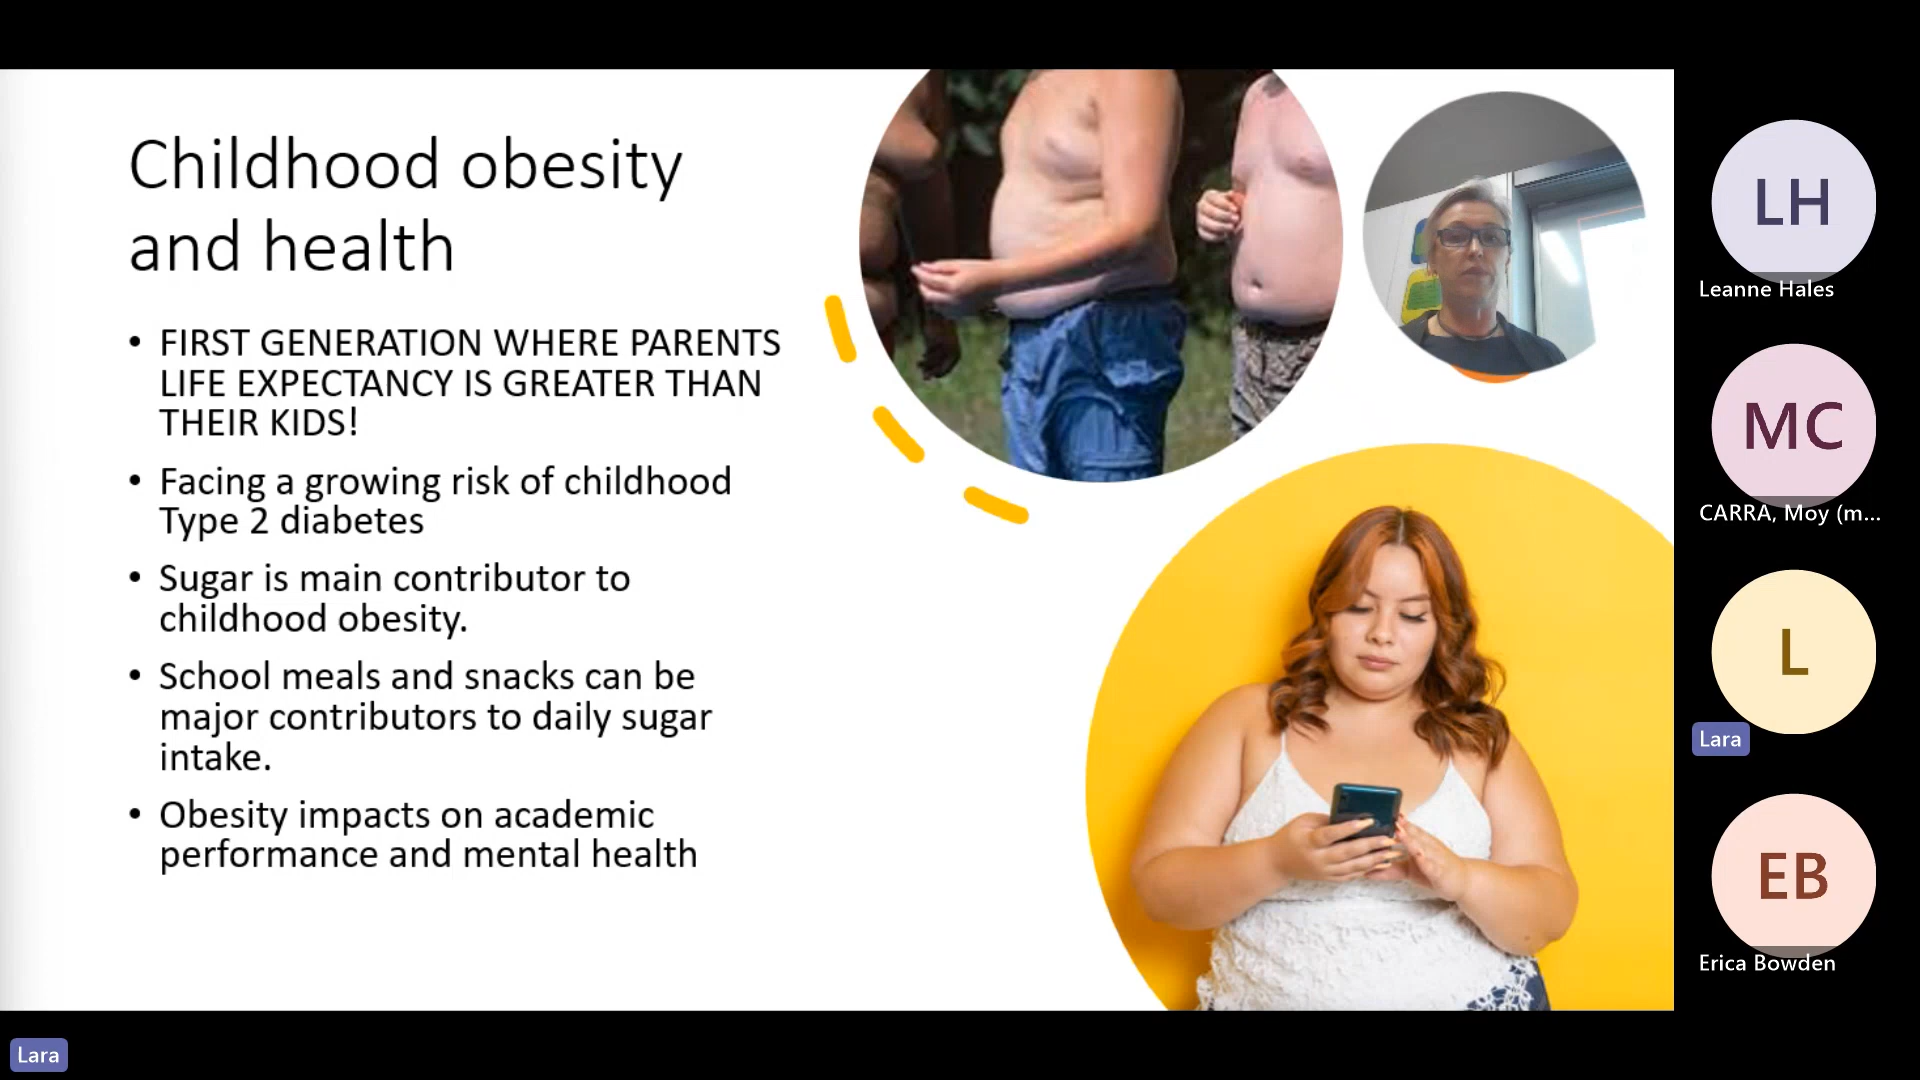 Childhood obesity
and health
• FIRST GENERATION WHERE PARENTS
LIFE EXPECTANCY IS GREATER THAN
THEIR KIDS!
• Facing a growing risk of childhood
Type 2 diabetes
• Sugar is main contributor to
childhood obesity.
• School meals and snacks can be
major contributors to daily sugar
intake.
• Obesity impacts on academic
performance and mental health
LH
Leanne Hales
MC
CARRA, Moy (m...
L
Lara
EB
Erica Bowden
Lara